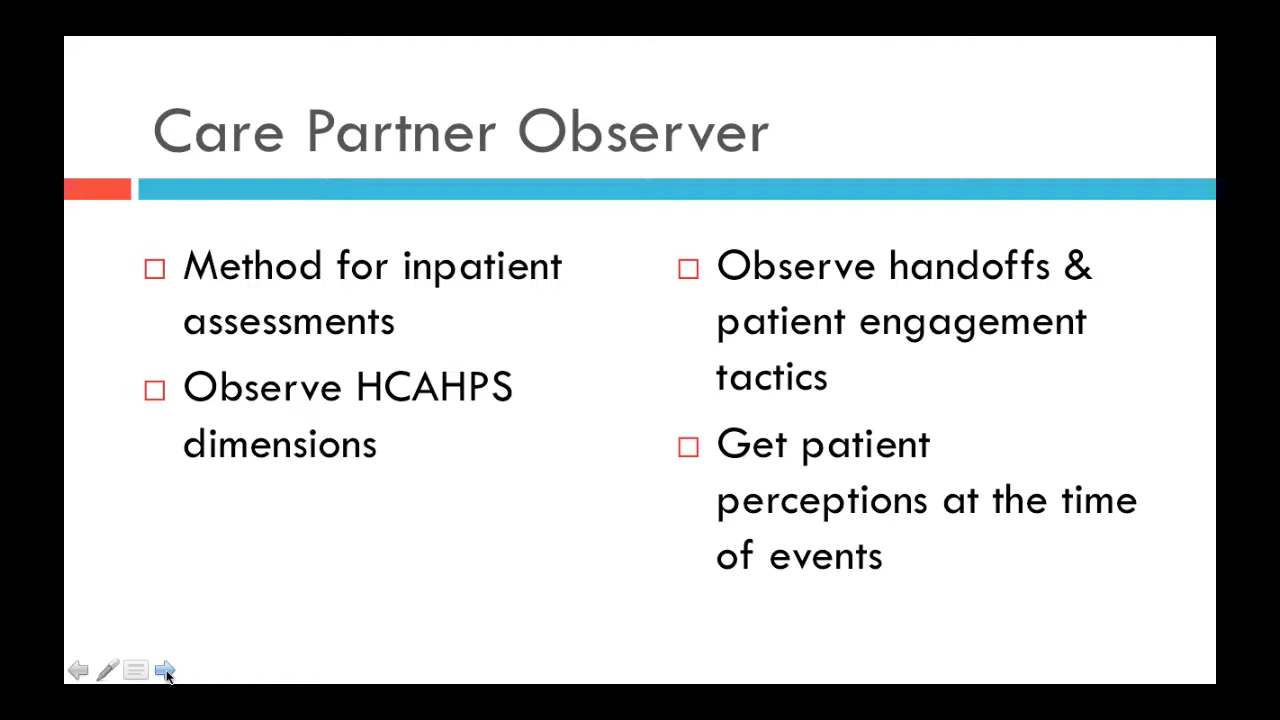 Care Partner Observer
Method for inpatient
assessments
Observe HCAHPS
dimensions
Observe handoffs &
patient engagement
tactics
Get patient
perceptions at the time
of events